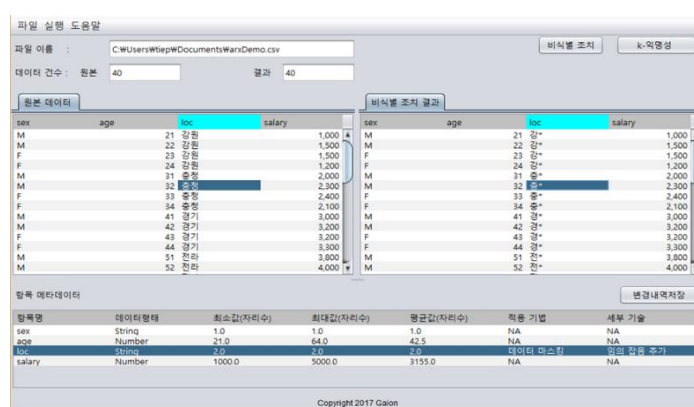 파일 실행 도움말
파일 이름 : C:₩Users₩tiep₩Documents₩arxDemo.csv 비식별 조치 k-익명성
데이터 건수 : 원본 40 결과 40
원본 데이터 비식별 조치 결과
sex age loc salary sex age loc salary
M 21 강원 1,000 M 21 강* 1,000
M 22 강원 1,500 M 22 강* 1,500
F 23 강원 1,500 F 23 강* 1,500
F 24 강원 1,200 F 24 강* 1,200
M 31 충청 2,000 M 31 충* 2,000
M 32 충청 2,300 M 32 충* 2,300
F 33 충청 2,400 F 33 충* 2,400
F 34 충청 2,100 F 34 충* 2,100
M 41 경기 3,000 M 41 경* 3,000
M 42 경기 3,200 M 42 경* 3,200
F 43 경기 3,200 F 43 경* 3,200
F 44 경기 3,300 F 44 경* 3,300
M 51 전라 3,800 M 51 전* 3,800
M 52 전라 4,000 M 52 전* 4,000
항목 메타데이터 변경내역저장
항목명 데이터형태 최소값(자리수) 최대값(자리수) 평균값(자리수) 적용 기법 세부 기술
sex String 1.0 1.0 1.0 NA NA
age Number 21.0 64.0 42.5 NA NA
loc String 2.0 2.0 2.0 데이터 마스킹 임의 잡음 추가
salary Number 1000.0 5000.0 3155.0 NA NA
Copyright 2017 Gaion